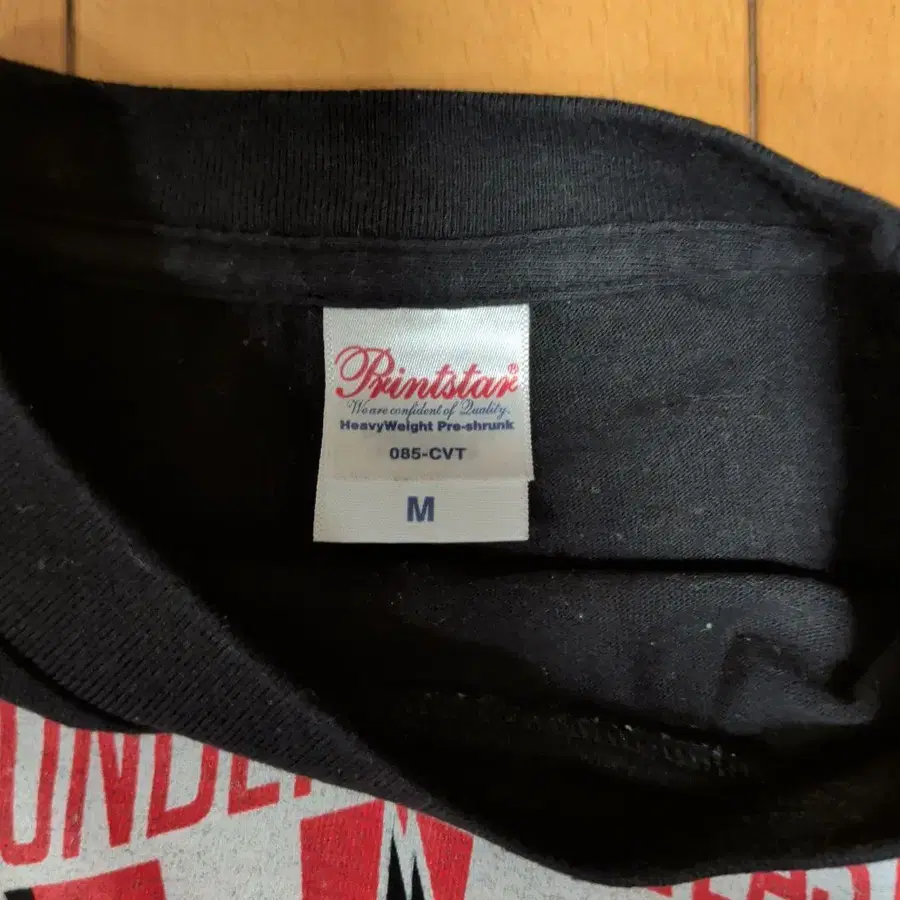 Printstar®
We are confident of Quality.
HeavyWeight Pre-shrunk
085-CVT
M